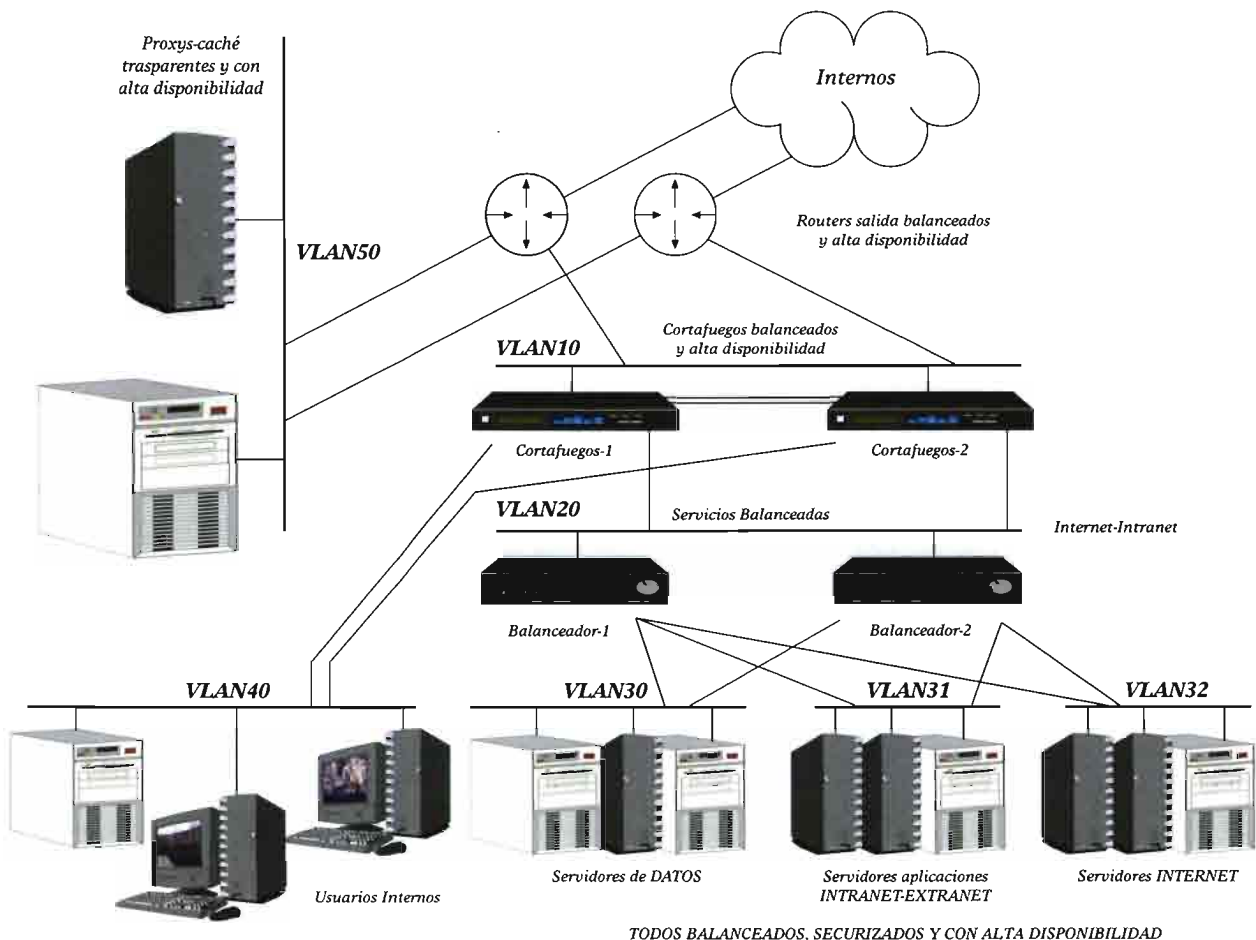 Proxys-caché
trasparentes y con
alta disponibilidad
Internos
VLAN50
Routers salida balanceados
y alta disponibilidad
Cortafuegos balanceados
y alta disponibilidad
VLAN10
Cortafuegos-1
Cortafuegos-2
VLAN20
Servicios Balanceadas
Internet-Intranet
Balanceador-1
Balanceador-2
VLAN40
VLAN30
VLAN31
VLAN32
Usuarios Internos
Servidores de DATOS
Servidores aplicaciones
INTRANET-EXTRANET
Servidores INTERNET
TODOS BALANCEADOS, SECURIZADOS Y CON ALTA DISPONIBILIDAD